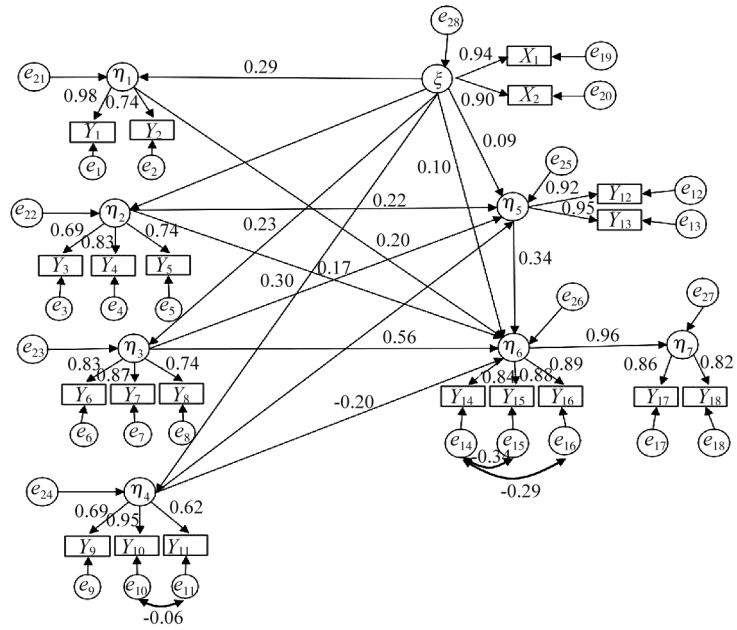 e28
0.94
X1
e19
e21
η1
0.29
ξ
0.98
0.74
0.90
X2
e20
Y1
Y2
0.09
e1
e2
0.10
e25
0.92
Y12
e12
e22
η2
0.22
η5
0.95
Y13
e13
0.69
0.83
0.74
0.23
0.20
Y3
Y4
Y5
0.30
0.17
0.34
e3
e4
e5
e26
e27
e23
η3
0.56
η6
0.96
η7
0.83
0.87
0.74
0.84
0.88
0.89
0.86
0.82
Y6
Y7
Y8
Y14
Y15
Y16
Y17
Y18
-0.20
e6
e7
e8
e14
e15
e16
e17
e18
-0.34
-0.29
e24
η4
0.69
0.95
0.62
Y9
Y10
Y11
e9
e10
e11
-0.06